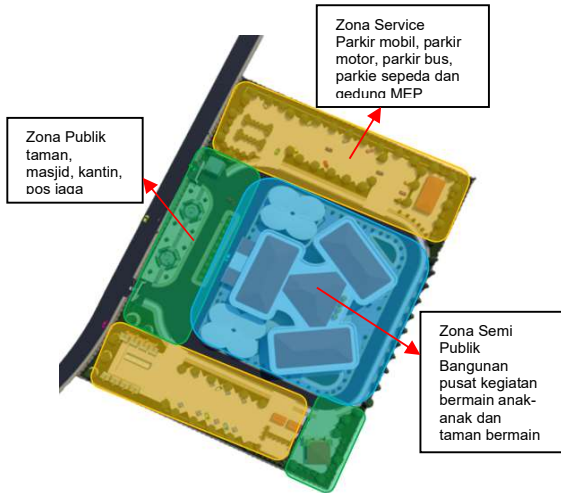 Zona Service
Parkir mobil, parkir
motor, parkir bus,
parkie sepeda dan
gedung MEP
Zona Publik
taman,
masjid, kantin,
pos jaga
Zona Semi
Publik
Bangunan
pusat kegiatan
bermain anak-
anak dan
taman bermain